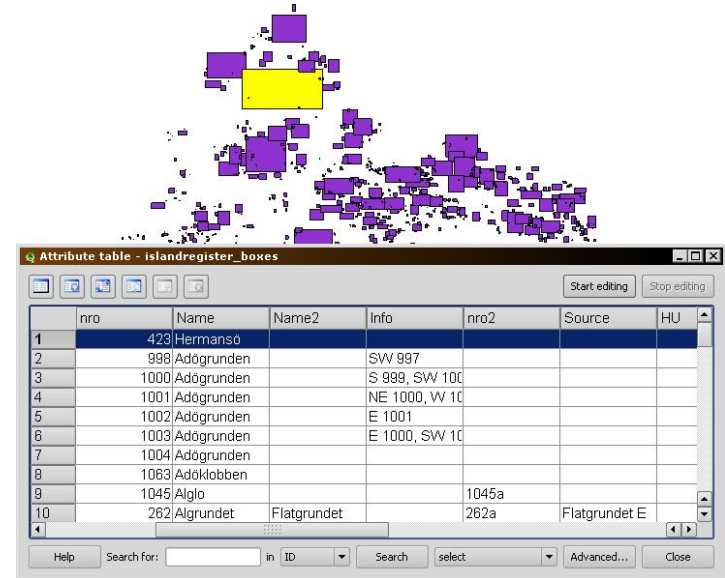 Attribute table - islandregister_boxes
Start editing Stop editing
nro Name Name2 Info nro2 Source HU
1 423 Hermansö
2 998 Adögrunden SW 997
3 1000 Adögrunden S 999, SW 100
4 1001 Adögrunden NE 1000, W 10
5 1002 Adögrunden E 1001
6 1003 Adögrunden E 1000, SW 10
7 1004 Adögrunden
8 1063 Adöklobben
9 1045 Alglo 1045a
10 262 Algrundet Flatgrundet 262a Flatgrundet E
Help Search for: in ID Search select Advanced... Close